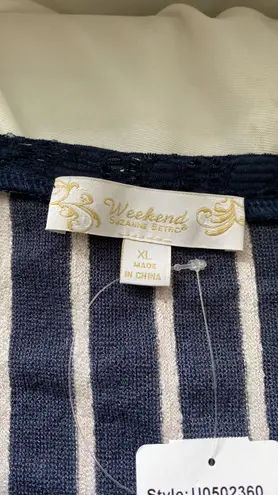 Weekend
SUZANNE BETRO®
XL
MADE
IN CHINA
Style: U0502360